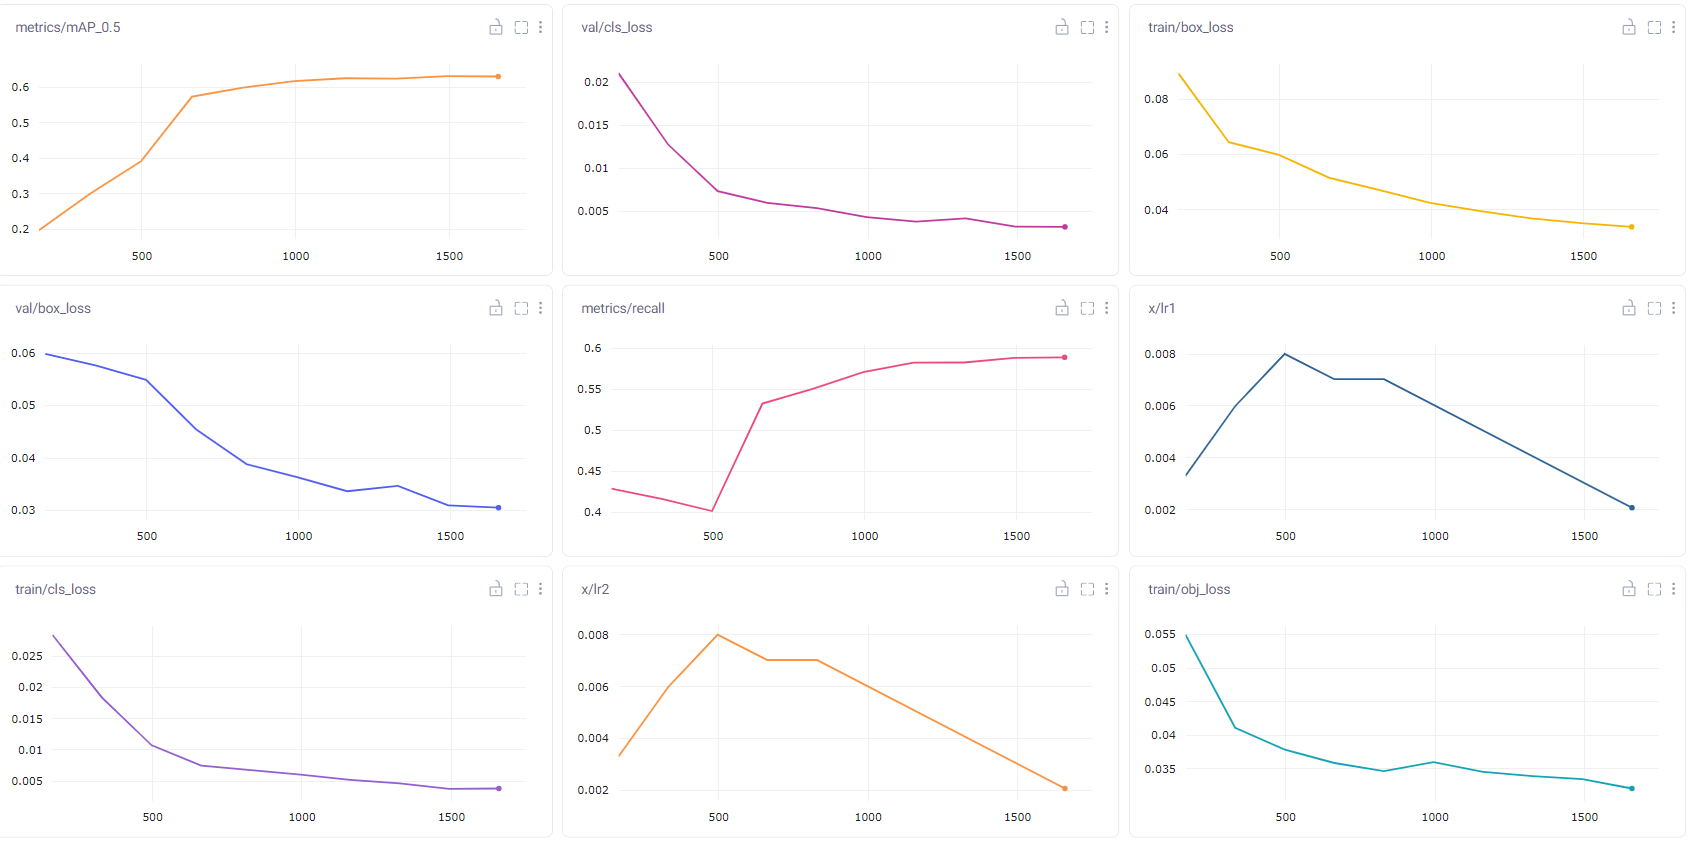 metrics/mAP_0.5
0.6
0.5
0.4
0.3
0.2
500 1000 1500
val/cls_loss
0.02
0.015
0.01
0.005
500 1000 1500
train/box_loss
0.08
0.06
0.04
500 1000 1500
val/box_loss
0.06
0.05
0.04
0.03
500 1000 1500
metrics/recall
0.6
0.55
0.5
0.45
0.4
500 1000 1500
x/lr1
0.008
0.006
0.004
0.002
500 1000 1500
train/cls_loss
0.025
0.02
0.015
0.01
0.005
500 1000 1500
x/lr2
0.008
0.006
0.004
0.002
500 1000 1500
train/obj_loss
0.055
0.05
0.045
0.04
0.035
500 1000 1500